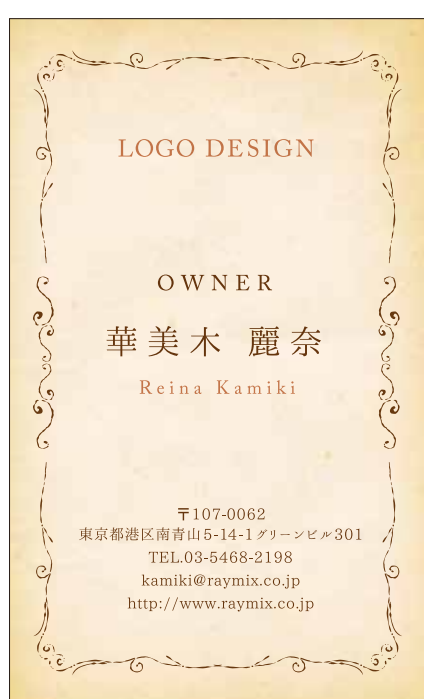 LOGO DESIGN
OWNER
華美木 麗奈
Reina Kamiki
〒107-0062
東京都港区南青山5-14-1グリーンビル301
TEL.03-5468-2198
kamiki@raymix.co.jp
http://www.raymix.co.jp